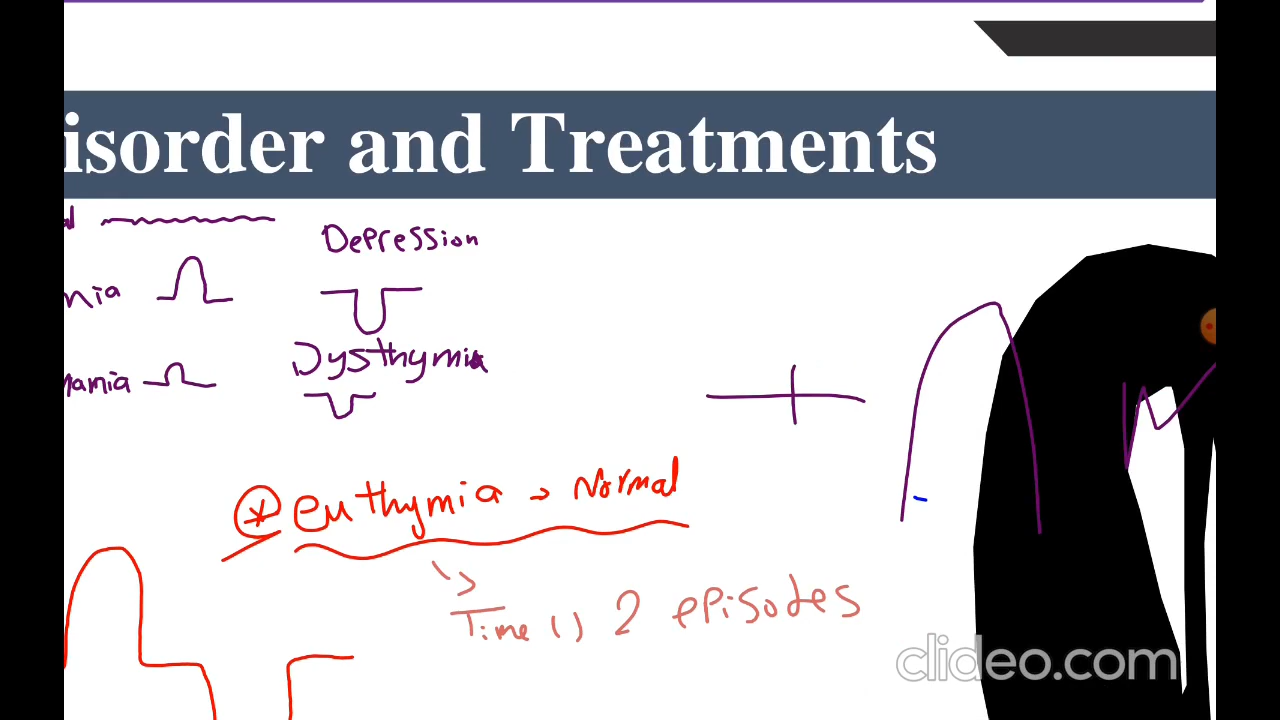 isorder and Treatments
Depression
nia
Dysthymia
mania
* euthymia → Normal
Time () 2 episodes
clideo.com